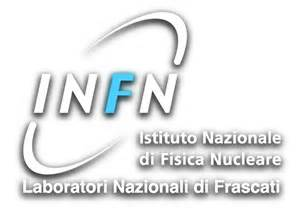 INFN
Istituto Nazionale
di Fisica Nucleare
Laboratori Nazionali di Frascati